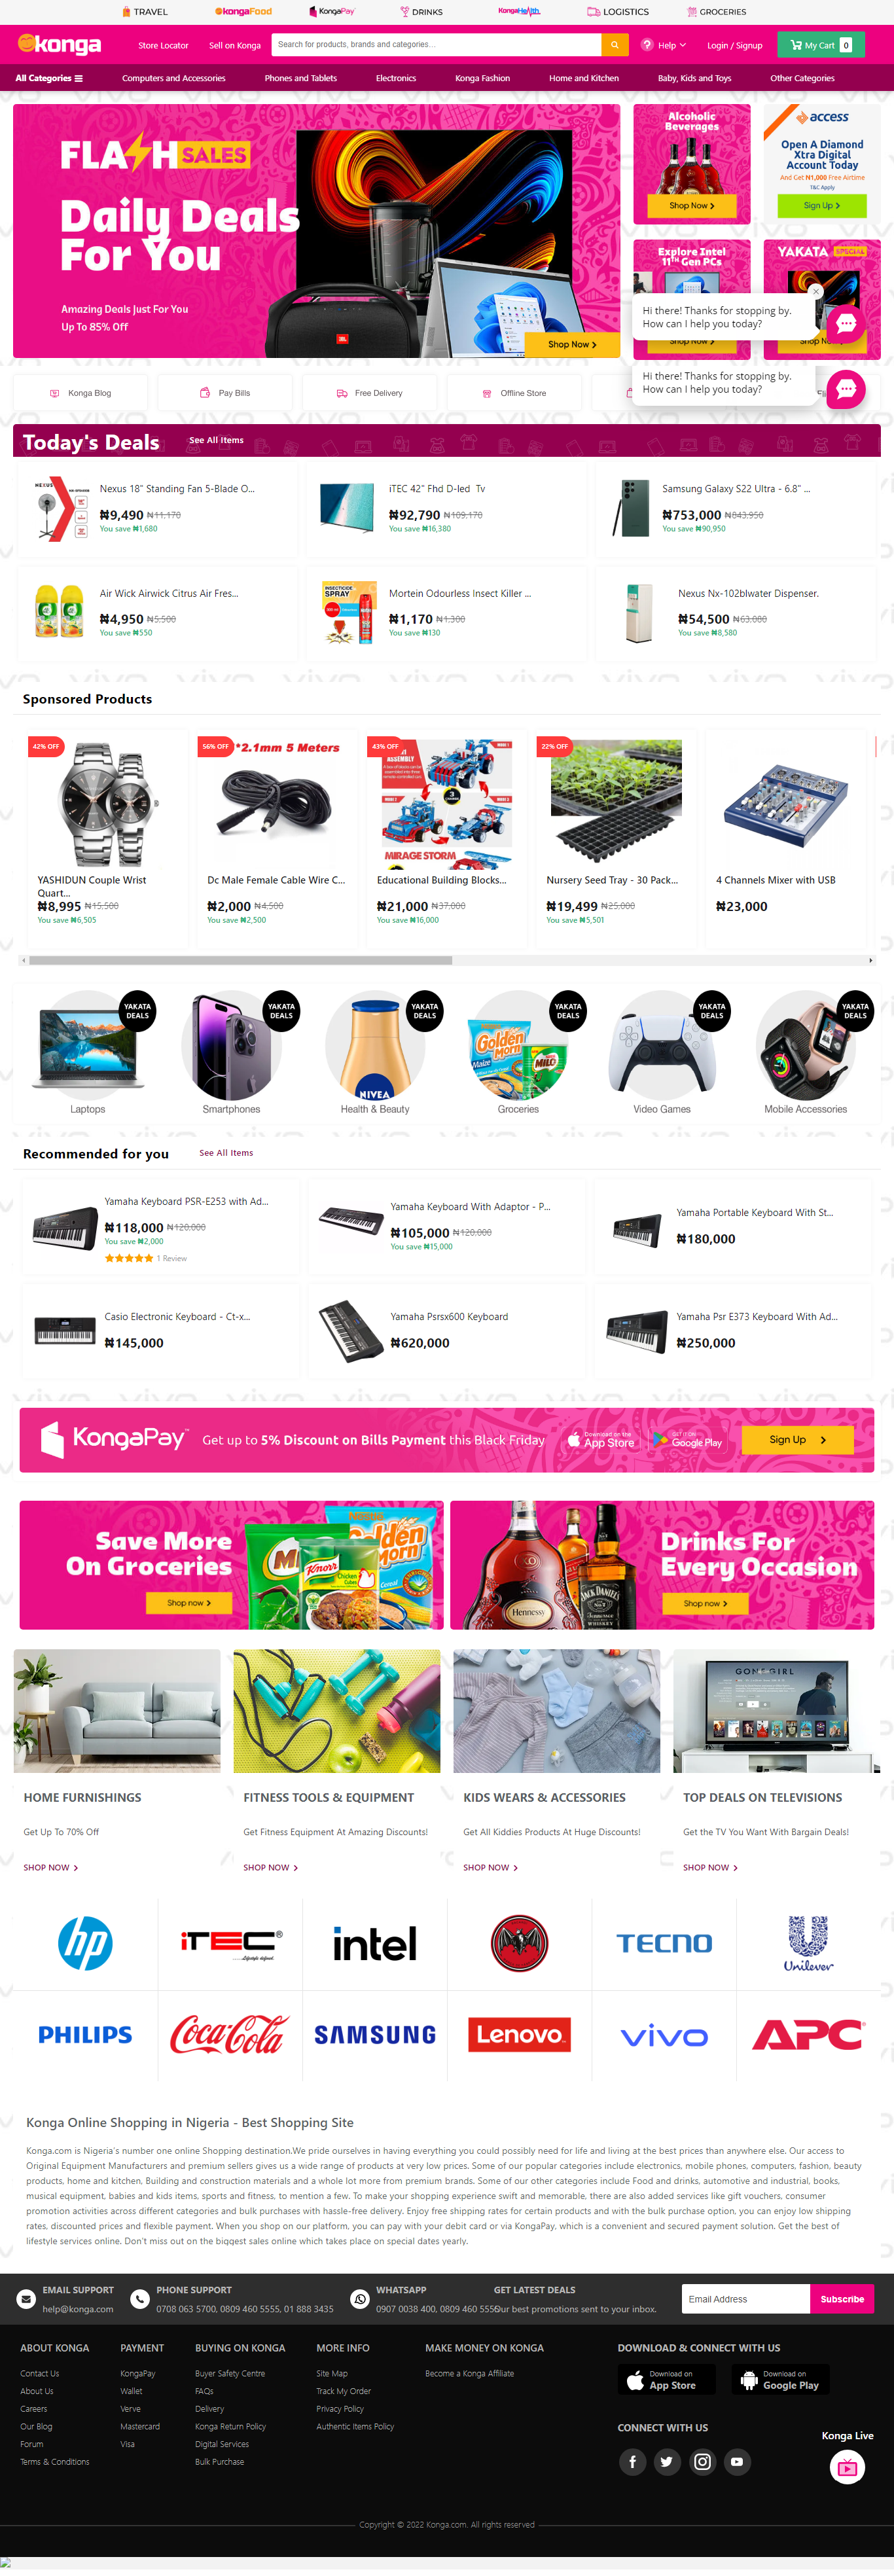 TRAVEL
kongaFood
KongaPay
DRINKS
KongaHealth
LOGISTICS
GROCERIES
konga
Store Locator
Sell on Konga
Search for products, brands and categories...
Help
Login / Signup
My Cart 0
All Categories
Computers and Accessories
Phones and Tablets
Electronics
Konga Fashion
Home and Kitchen
Baby, Kids and Toys
Other Categories
FLASH SALES
Daily Deals
For You
Amazing Deals Just For You
Up To 85% Off
Shop Now
Alcoholic
Beverages
Shop Now
access
Open A Diamond
Xtra Digital
Account Today
And Get N1,000 Free Airtime
T&C Apply
Sign Up
Explore Intel
11TH Gen PCs
Shop Now
YAKATA SPECIAL
Hi there! Thanks for stopping by.
How can I help you today?
Hi there! Thanks for stopping by.
How can I help you today?
Konga Blog
Pay Bills
Free Delivery
Offline Store
Today's Deals
See All Items
Nexus 18" Standing Fan 5-Blade O...
₦9,490 ₦11,170
You save ₦1,680
iTEC 42" Fhd D-led Tv
₦92,790 ₦109,170
You save ₦16,380
Samsung Galaxy S22 Ultra - 6.8" ...
₦753,000 ₦843,950
You save ₦90,950
Air Wick Airwick Citrus Air Fres...
₦4,950 ₦5,500
You save ₦550
INSECTICIDE
SPRAY
Mortein Odourless Insect Killer ...
₦1,170 ₦1,300
You save ₦130
Nexus Nx-102blwater Dispenser.
₦54,500 ₦63,080
You save ₦8,580
Sponsored Products
42% OFF
YASHIDUN Couple Wrist
Quart...
₦8,995 ₦15,500
You save ₦6,505
56% OFF
*2.1mm 5 Meters
Dc Male Female Cable Wire C...
₦2,000 ₦4,500
You save ₦2,500
43% OFF
ASSEMBLY
MIRAGE STORM
Educational Building Blocks...
₦21,000 ₦37,000
You save ₦16,000
22% OFF
Nursery Seed Tray - 30 Pack...
₦19,499 ₦25,000
You save ₦5,501
4 Channels Mixer with USB
₦23,000
YAKATA
DEALS
Laptops
YAKATA
DEALS
Smartphones
NIVEA
YAKATA
DEALS
Health & Beauty
Golden
Morn
Maize
MILO
YAKATA
DEALS
Groceries
YAKATA
DEALS
Video Games
YAKATA
DEALS
Mobile Accessories
Recommended for you
See All Items
Yamaha Keyboard PSR-E253 with Ad...
₦118,000 ₦120,000
You save ₦2,000
1 Review
Yamaha Keyboard With Adaptor - P...
₦105,000 ₦120,000
You save ₦15,000
Yamaha Portable Keyboard With St...
₦180,000
Casio Electronic Keyboard - Ct-x...
₦145,000
Yamaha Psrsx600 Keyboard
₦620,000
Yamaha Psr E373 Keyboard With Ad...
₦250,000
KongaPay™
Get up to 5% Discount on Bills Payment this Black Friday
Download on the
App Store
GET IT ON
Google Play
Sign Up
Save More
On Groceries
Shop now
Knorr
Chicken
Cubes
Golden
Morn
Hennessy
JACK DANIEL'S
Drinks For
Every Occasion
Shop now
GONE GIRL
HOME FURNISHINGS
Get Up To 70% Off
SHOP NOW
FITNESS TOOLS & EQUIPMENT
Get Fitness Equipment At Amazing Discounts!
SHOP NOW
KIDS WEARS & ACCESSORIES
Get All Kiddies Products At Huge Discounts!
SHOP NOW
TOP DEALS ON TELEVISIONS
Get the TV You Want With Bargain Deals!
SHOP NOW
hp
iTEC®
.....Lifestyle defined.
intel
TECNO
Unilever
PHILIPS
Coca-Cola
SAMSUNG
Lenovo
vivo
APC
Konga Online Shopping in Nigeria - Best Shopping Site
Konga.com is Nigeria's number one online Shopping destination.We pride ourselves in having everything you could possibly need for life and living at the best prices than anywhere else. Our access to
Original Equipment Manufacturers and premium sellers gives us a wide range of products at very low prices. Some of our popular categories include electronics, mobile phones, computers, fashion, beauty
products, home and kitchen, Building and construction materials and a whole lot more from premium brands. Some of our other categories include Food and drinks, automotive and industrial, books,
musical equipment, babies and kids items, sports and fitness, to mention a few. To make your shopping experience swift and memorable, there are also added services like gift vouchers, consumer
promotion activities across different categories and bulk purchases with hassle-free delivery. Enjoy free shipping rates for certain products and with the bulk purchase option, you can enjoy low shipping
rates, discounted prices and flexible payment. When you shop on our platform, you can pay with your debit card or via KongaPay, which is a convenient and secured payment solution. Get the best of
lifestyle services online. Don't miss out on the biggest sales online which takes place on special dates yearly.
EMAIL SUPPORT
help@konga.com
PHONE SUPPORT
0708 063 5700, 0809 460 5555, 01 888 3435
WHATSAPP
0907 0038 400, 0809 460 5555
GET LATEST DEALS
Our best promotions sent to your inbox.
Email Address
Subscribe
ABOUT KONGA
Contact Us
About Us
Careers
Our Blog
Forum
Terms & Conditions
PAYMENT
KongaPay
Wallet
Verve
Mastercard
Visa
BUYING ON KONGA
Buyer Safety Centre
FAQs
Delivery
Konga Return Policy
Digital Services
Bulk Purchase
MORE INFO
Site Map
Track My Order
Privacy Policy
Authentic Items Policy
MAKE MONEY ON KONGA
Become a Konga Affiliate
DOWNLOAD & CONNECT WITH US
Download on
App Store
Download on
Google Play
CONNECT WITH US
Konga Live
Copyright © 2022 Konga.com. All rights reserved